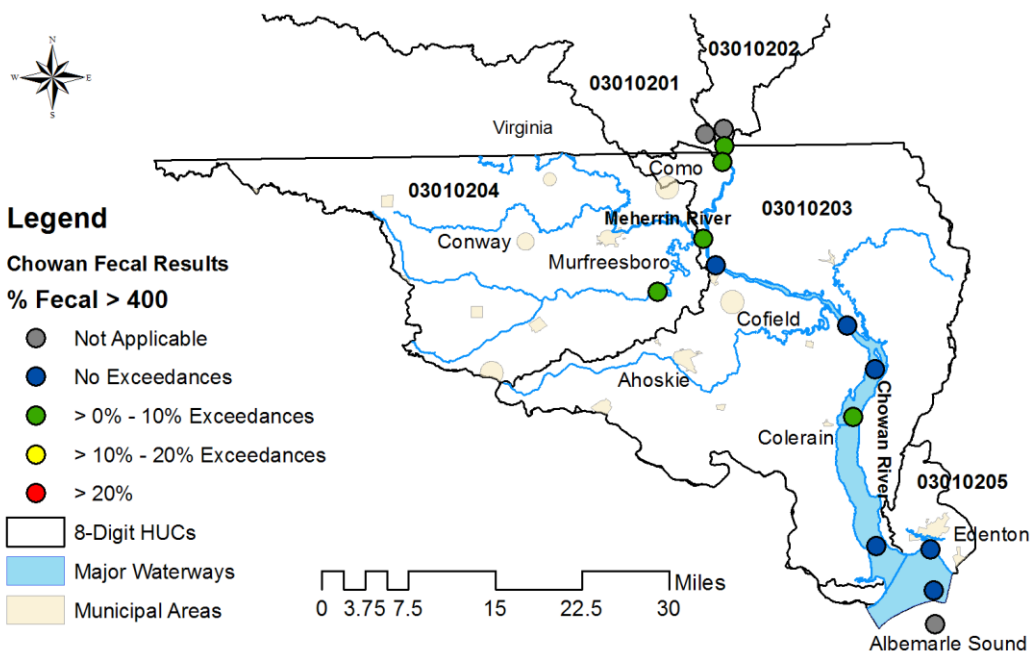 03010202
03010201
N
W E
S
Virginia
Como
03010204
03010203
Meherrin River
Conway
Murfreesboro
Cofield
Ahoskie
Colerain
Chowan River
03010205
Edenton
Albemarle Sound
Legend
Chowan Fecal Results
% Fecal > 400
Not Applicable
No Exceedances
> 0% - 10% Exceedances
> 10% - 20% Exceedances
> 20%
8-Digit HUCs
Major Waterways
Municipal Areas
Miles
0 3.75 7.5 15 22.5 30